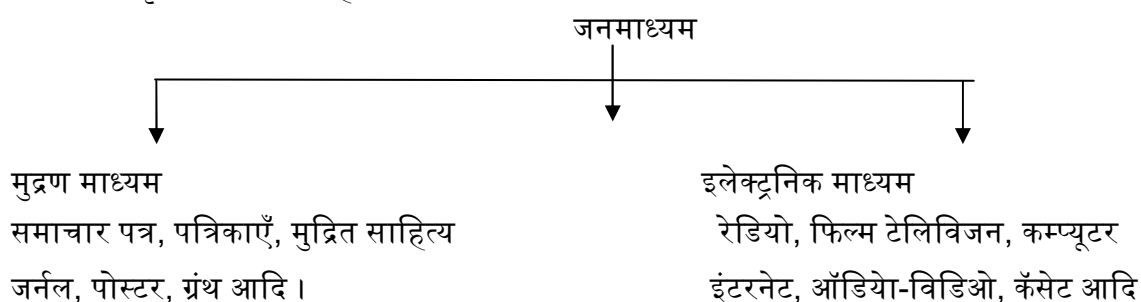 जनमाध्यम
मुद्रण माध्यम
समाचार पत्र, पत्रिकाएँ, मुद्रित साहित्य
जर्नल, पोस्टर, ग्रंथ आदि ।
इलेक्ट्रनिक माध्यम
रेडियो, फिल्म टेलिविजन, कम्प्यूटर
इंटरनेट, ऑडियेा-विडिओ, कॅसेट आदि